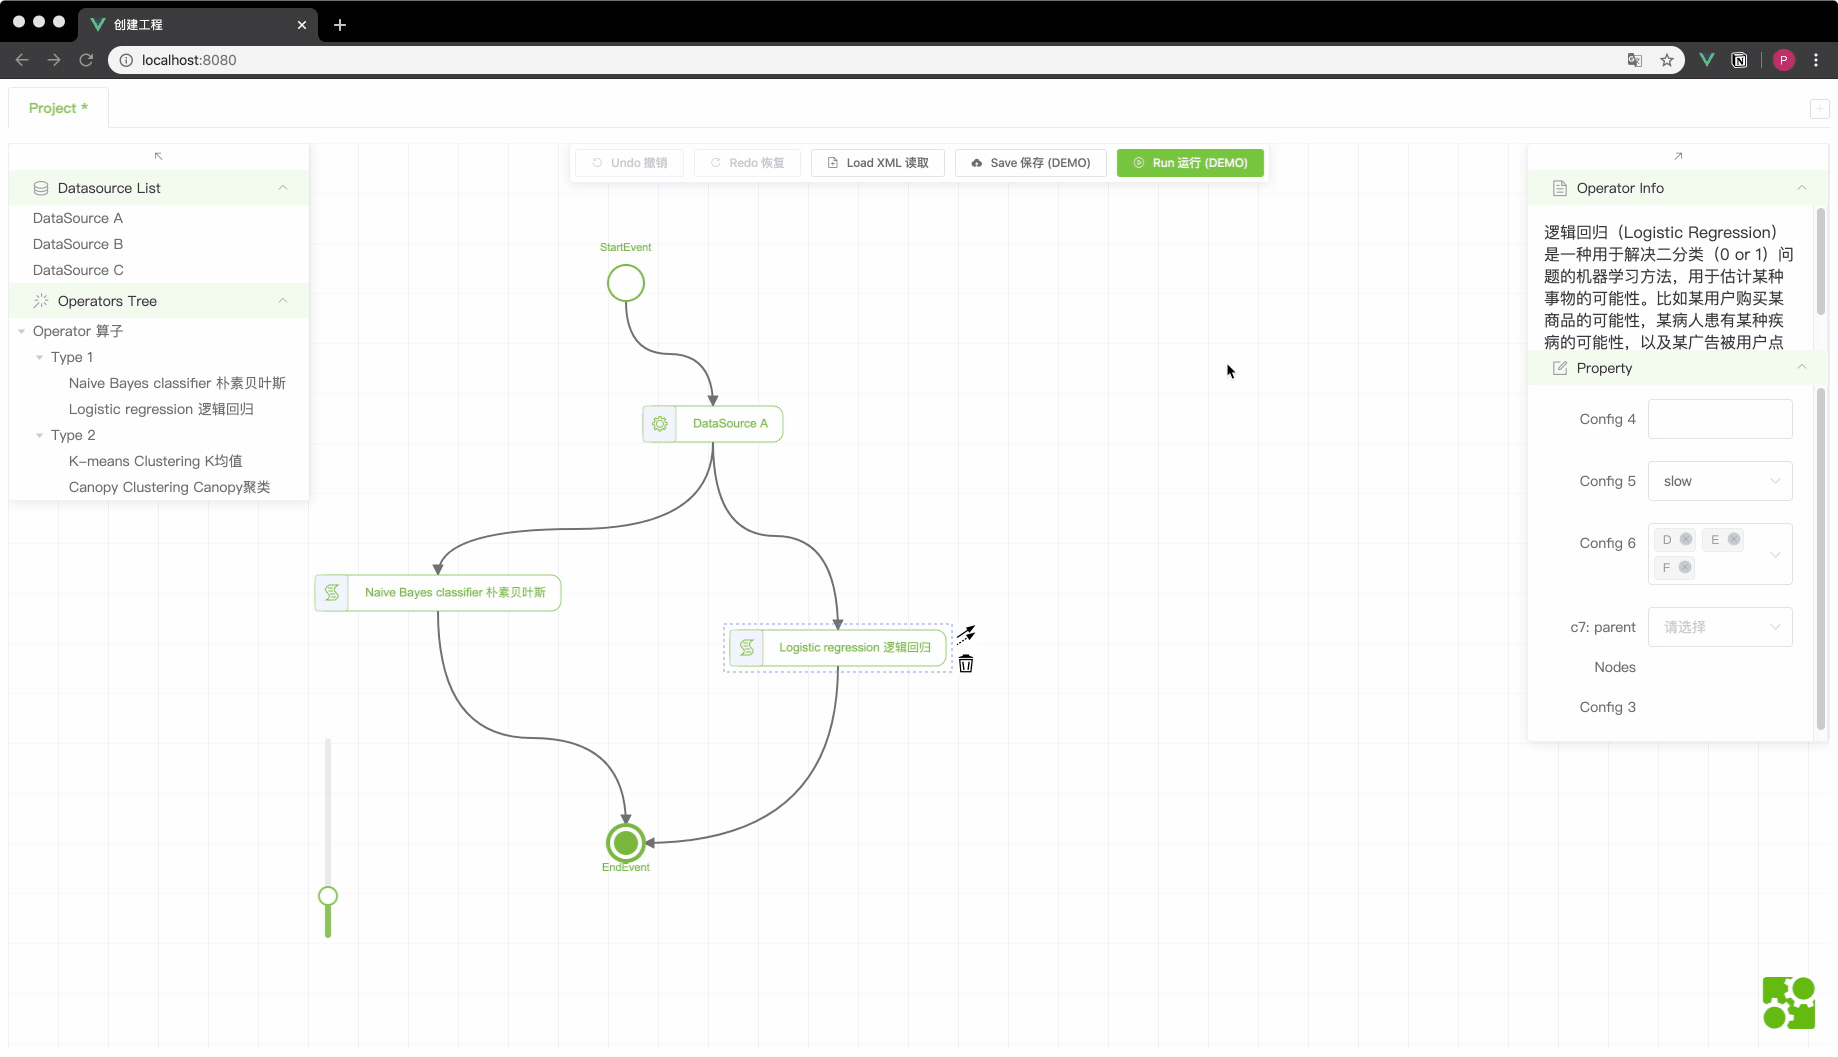 创建工程
localhost:8080
P
Project *
Undo 撤销
Redo 恢复
Load XML 读取
Save 保存 (DEMO)
Run 运行 (DEMO)
Datasource List
DataSource A
DataSource B
DataSource C
Operators Tree
Operator 算子
Type 1
Naive Bayes classifier 朴素贝叶斯
Logistic regression 逻辑回归
Type 2
K-means Clustering K均值
Canopy Clustering Canopy聚类
StartEvent
DataSource A
Naive Bayes classifier 朴素贝叶斯
Logistic regression 逻辑回归
EndEvent
Operator Info
逻辑回归（Logistic Regression）
是一种用于解决二分类（0 or 1）问
题的机器学习方法，用于估计某种
事物的可能性。比如某用户购买某
商品的可能性，某病人患有某种疾
病的可能性，以及某广告被用户点
Property
Config 4
Config 5
slow
Config 6
D
E
F
c7: parent
请选择
Nodes
Config 3